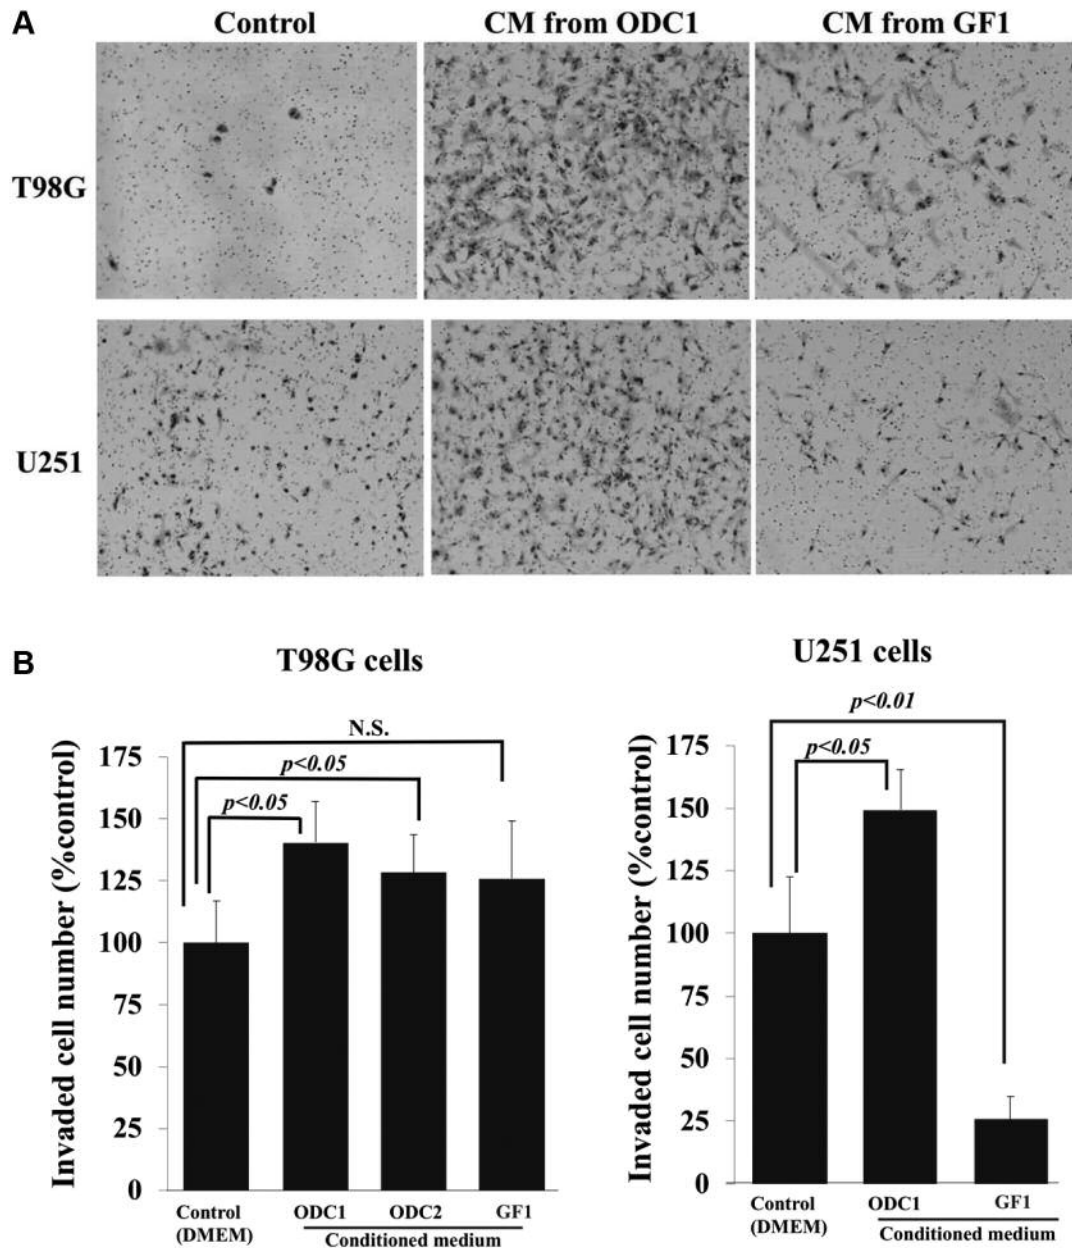 A
Control
CM from ODC1
CM from GF1
T98G
U251
B
T98G cells
Invaded cell number (%control)
175
150
125
100
75
50
25
0
N.S.
p<0.05
p<0.05
Control
(DMEM)
ODC1
ODC2
GF1
Conditioned medium
U251 cells
Invaded cell number (%control)
175
150
125
100
75
50
25
0
p<0.01
p<0.05
Control
(DMEM)
ODC1
GF1
Conditioned medium